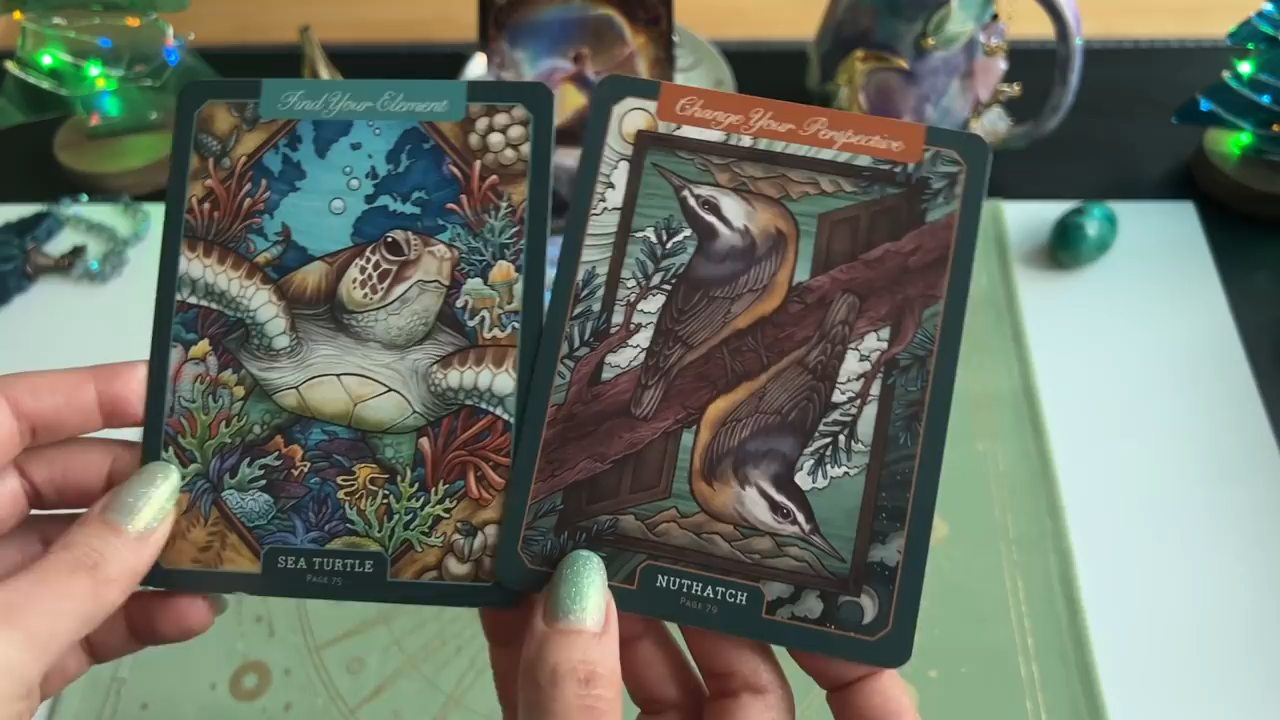 Find Your Element
SEA TURTLE
PAGE 75
Change Your Perspective
NUTHATCH
PAGE 79